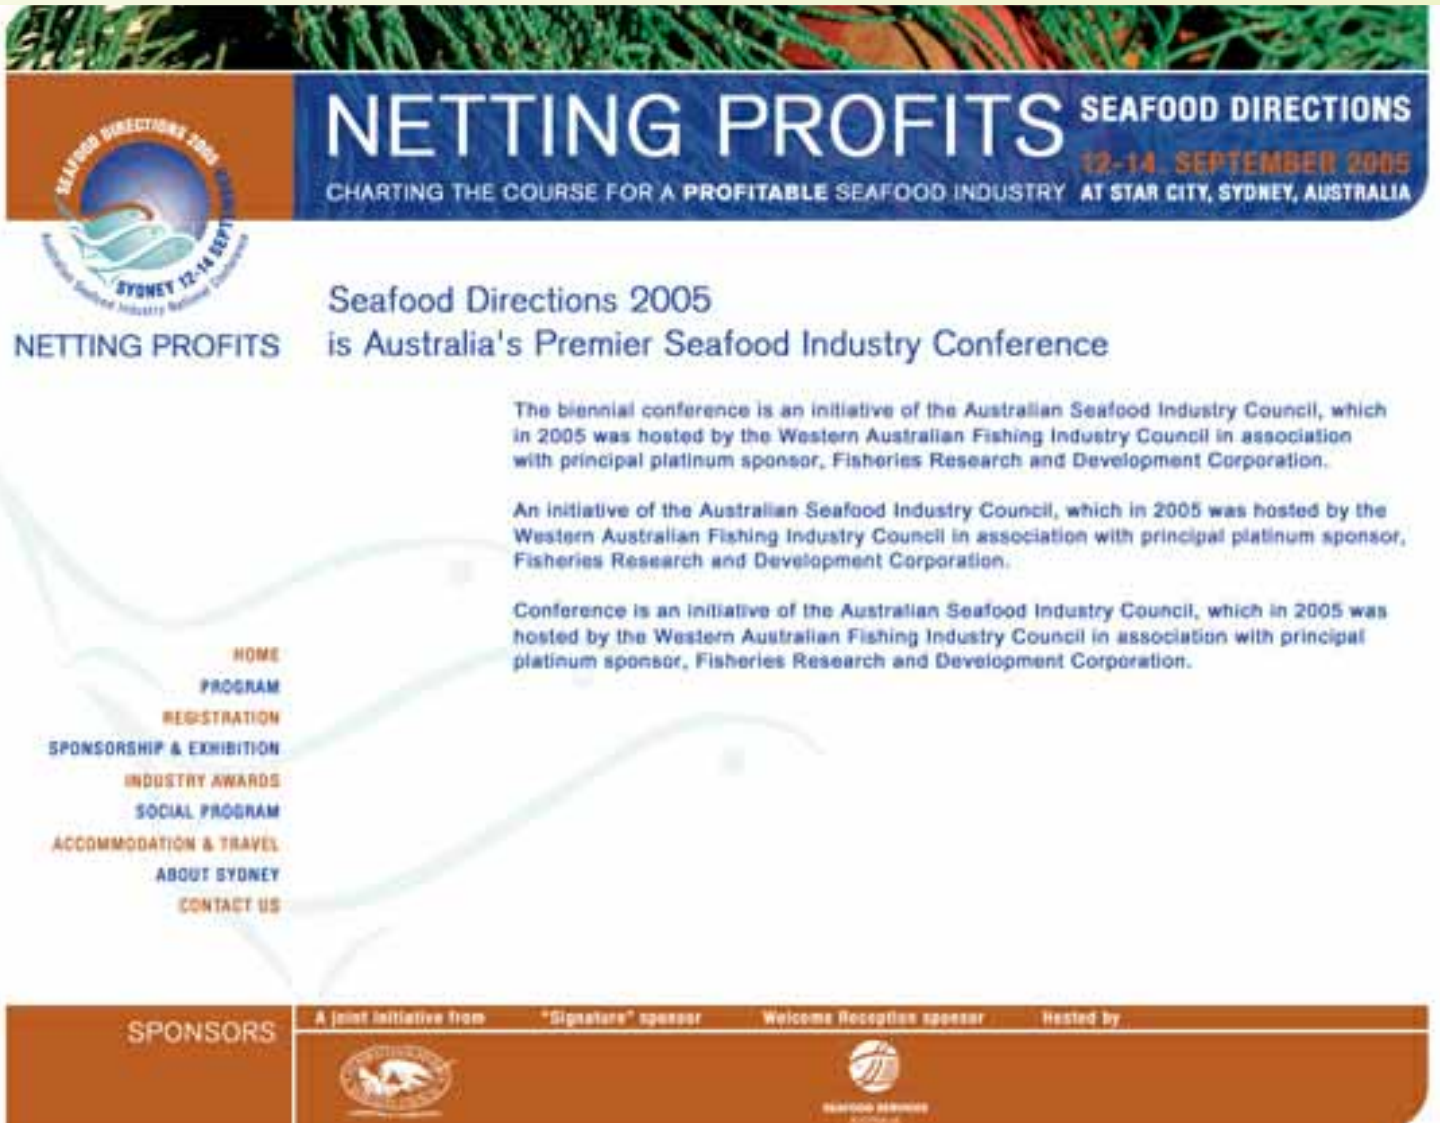 NETTING PROFITS
CHARTING THE COURSE FOR A PROFITABLE SEAFOOD INDUSTRY
SEAFOOD DIRECTIONS
12-14. SEPTEMBER 2005
AT STAR CITY, SYDNEY, AUSTRALIA
SEAFOOD DIRECTIONS 2005
SYDNEY 12-14 SEPT
Australian Seafood Industry National Conference
NETTING PROFITS
Seafood Directions 2005
is Australia's Premier Seafood Industry Conference
The biennial conference is an initiative of the Australian Seafood Industry Council, which
in 2005 was hosted by the Western Australian Fishing Industry Council in association
with principal platinum sponsor, Fisheries Research and Development Corporation.
An initiative of the Australian Seafood Industry Council, which in 2005 was hosted by the
Western Australian Fishing Industry Council in association with principal platinum sponsor,
Fisheries Research and Development Corporation.
Conference is an initiative of the Australian Seafood Industry Council, which in 2005 was
hosted by the Western Australian Fishing Industry Council in association with principal
platinum sponsor, Fisheries Research and Development Corporation.
HOME
PROGRAM
REGISTRATION
SPONSORSHIP & EXHIBITION
INDUSTRY AWARDS
SOCIAL PROGRAM
ACCOMMODATION & TRAVEL
ABOUT SYDNEY
CONTACT US
SPONSORS
A joint initiative from
"Signature" sponsor
Welcome Reception sponsor
Hosted by
SEAFOOD SERVICES
AUSTRALIA